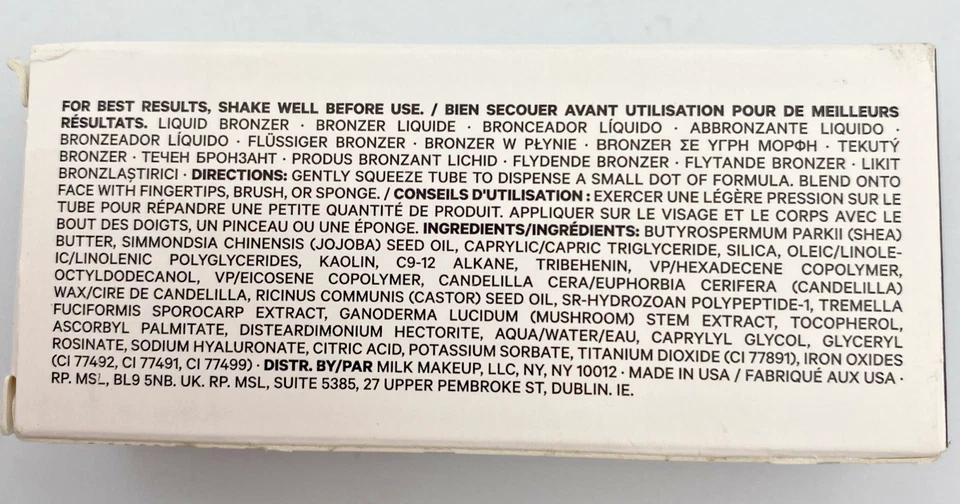 FOR BEST RESULTS, SHAKE WELL BEFORE USE. / BIEN SECOUER AVANT UTILISATION POUR DE MEILLEURS
RÉSULTATS. LIQUID BRONZER · BRONZER LIQUIDE · BRONCEADOR LÍQUIDO · ABBRONZANTE LIQUIDO ·
BRONZEADOR LÍQUIDO · FLÜSSIGER BRONZER · BRONZER W PŁYNIE · BRONZER ΣΕ ΥΓΡΗ ΜΟΡΦΗ · TEKUTÝ
BRONZER · ТЕЧЕН БРОНЗАНТ · PRODUS BRONZANT LICHID · FLYDENDE BRONZER · FLYTANDE BRONZER · LIKIT
BRONZLAŞTIRICI · DIRECTIONS: GENTLY SQUEEZE TUBE TO DISPENSE A SMALL DOT OF FORMULA. BLEND ONTO
FACE WITH FINGERTIPS, BRUSH, OR SPONGE. / CONSEILS D'UTILISATION : EXERCER UNE LÉGÈRE PRESSION SUR LE
TUBE POUR RÉPANDRE UNE PETITE QUANTITÉ DE PRODUIT. APPLIQUER SUR LE VISAGE ET LE CORPS AVEC LE
BOUT DES DOIGTS, UN PINCEAU OU UNE ÉPONGE. INGREDIENTS/INGRÉDIENTS: BUTYROSPERMUM PARKII (SHEA)
BUTTER, SIMMONDSIA CHINENSIS (JOJOBA) SEED OIL, CAPRYLIC/CAPRIC TRIGLYCERIDE, SILICA, OLEIC/LINOLE-
IC/LINOLENIC POLYGLYCERIDES, KAOLIN, C9-12 ALKANE, TRIBEHENIN, VP/HEXADECENE COPOLYMER,
OCTYLDODECANOL, VP/EICOSENE COPOLYMER, CANDELILLA CERA/EUPHORBIA CERIFERA (CANDELILLA)
WAX/CIRE DE CANDELILLA, RICINUS COMMUNIS (CASTOR) SEED OIL, SR-HYDROZOAN POLYPEPTIDE-1, TREMELLA
FUCIFORMIS SPOROCARP EXTRACT, GANODERMA LUCIDUM (MUSHROOM) STEM EXTRACT, TOCOPHEROL,
ASCORBYL PALMITATE, DISTEARDIMONIUM HECTORITE, AQUA/WATER/EAU, CAPRYLYL GLYCOL, GLYCERYL
ROSINATE, SODIUM HYALURONATE, CITRIC ACID, POTASSIUM SORBATE, TITANIUM DIOXIDE (CI 77891), IRON OXIDES
(CI 77492, CI 77491, CI 77499) · DISTR. BY/PAR MILK MAKEUP, LLC, NY, NY 10012 · MADE IN USA / FABRIQUÉ AUX USA ·
RP. MSL, BL9 5NB. UK. RP. MSL, SUITE 5385, 27 UPPER PEMBROKE ST, DUBLIN. IE.